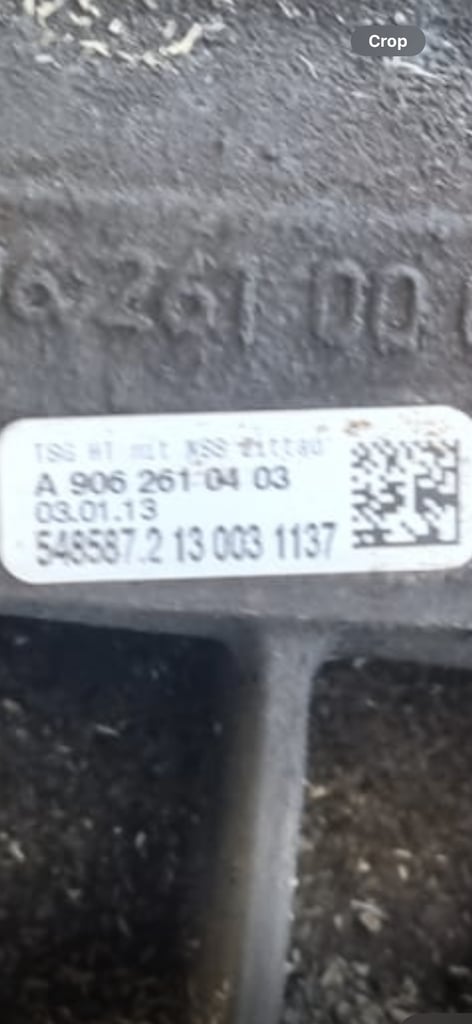 Crop
6 261 00
TSG HT mit NSS Zittau
A 906 261 04 03
03.01.13
548587.2 13 003 1137